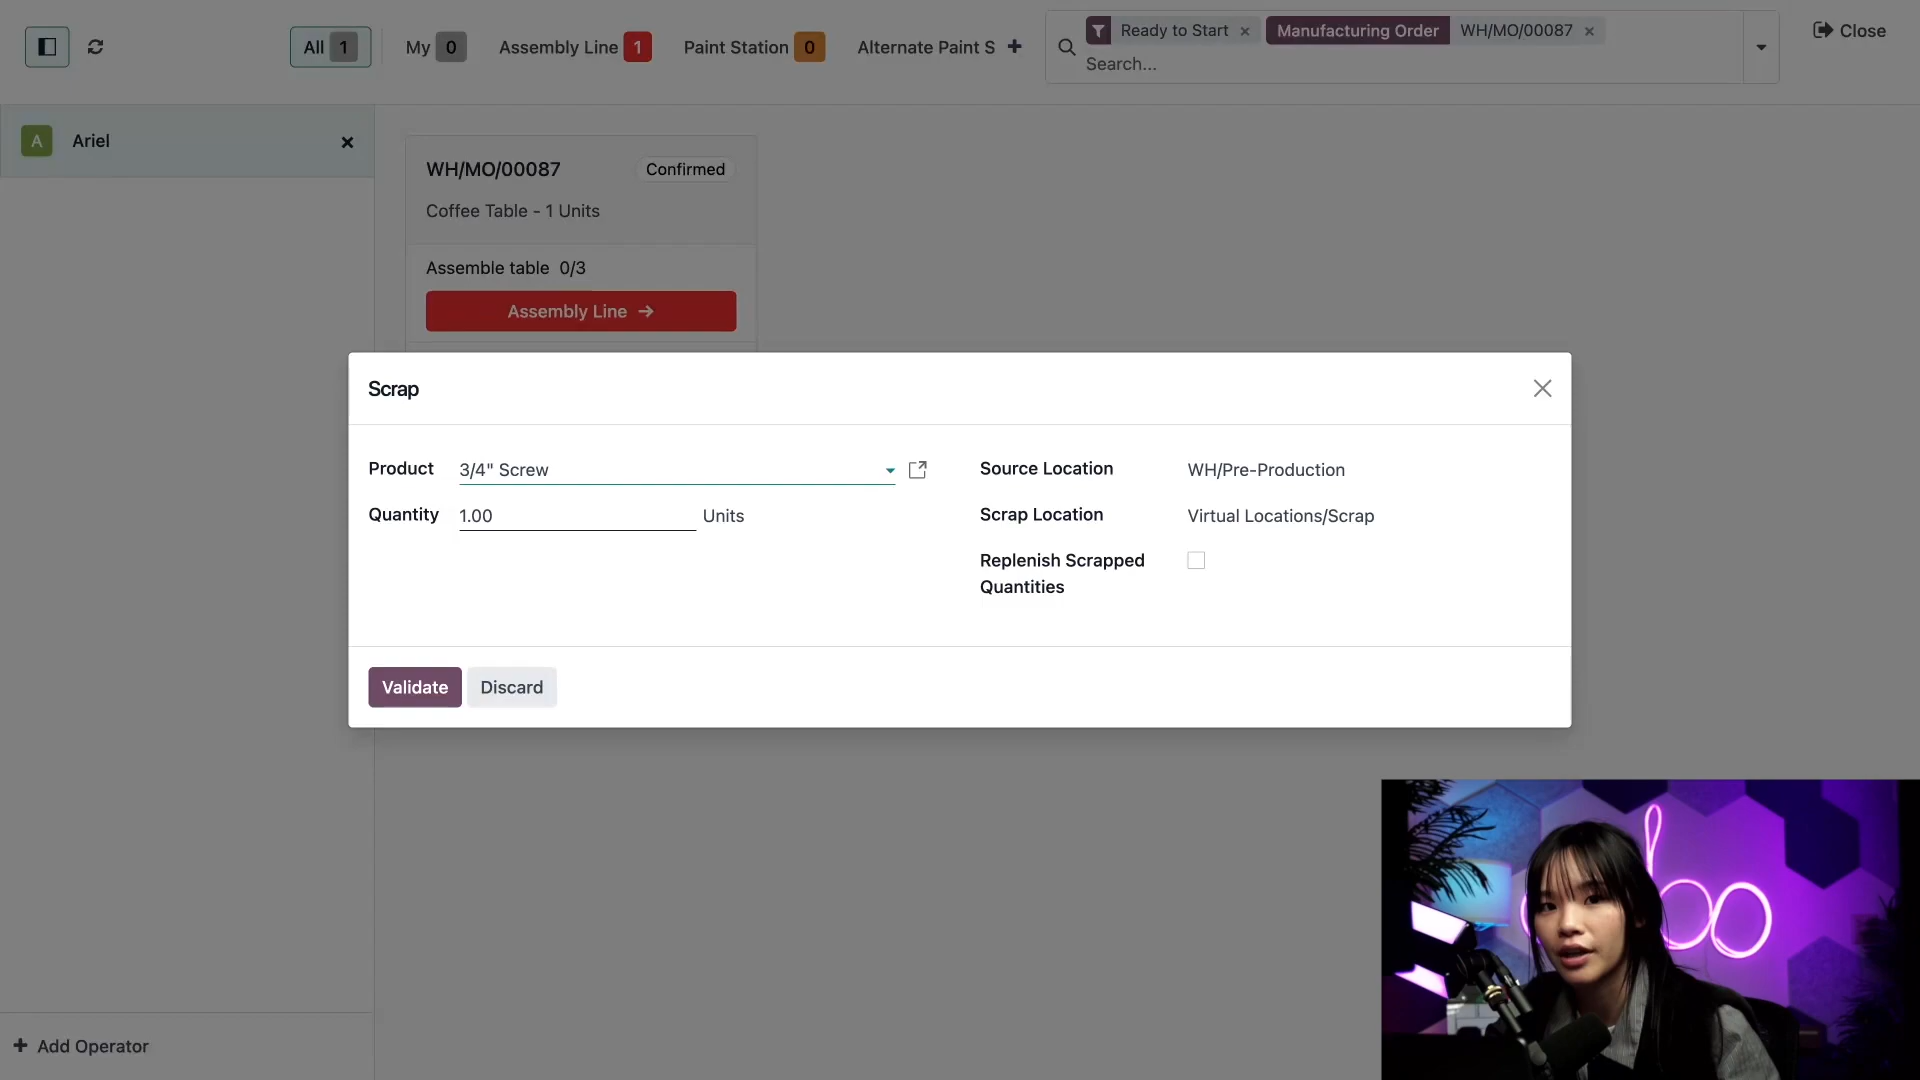 All 1
My 0
Assembly Line 1
Paint Station 0
Alternate Paint S
Ready to Start
Manufacturing Order WH/MO/00087
Search...
Close
A Ariel
WH/MO/00087 Confirmed
Coffee Table - 1 Units
Assemble table 0/3
Assembly Line
Scrap
Product 3/4" Screw
Quantity 1.00 Units
Source Location WH/Pre-Production
Scrap Location Virtual Locations/Scrap
Replenish Scrapped
Quantities
Validate Discard
Add Operator